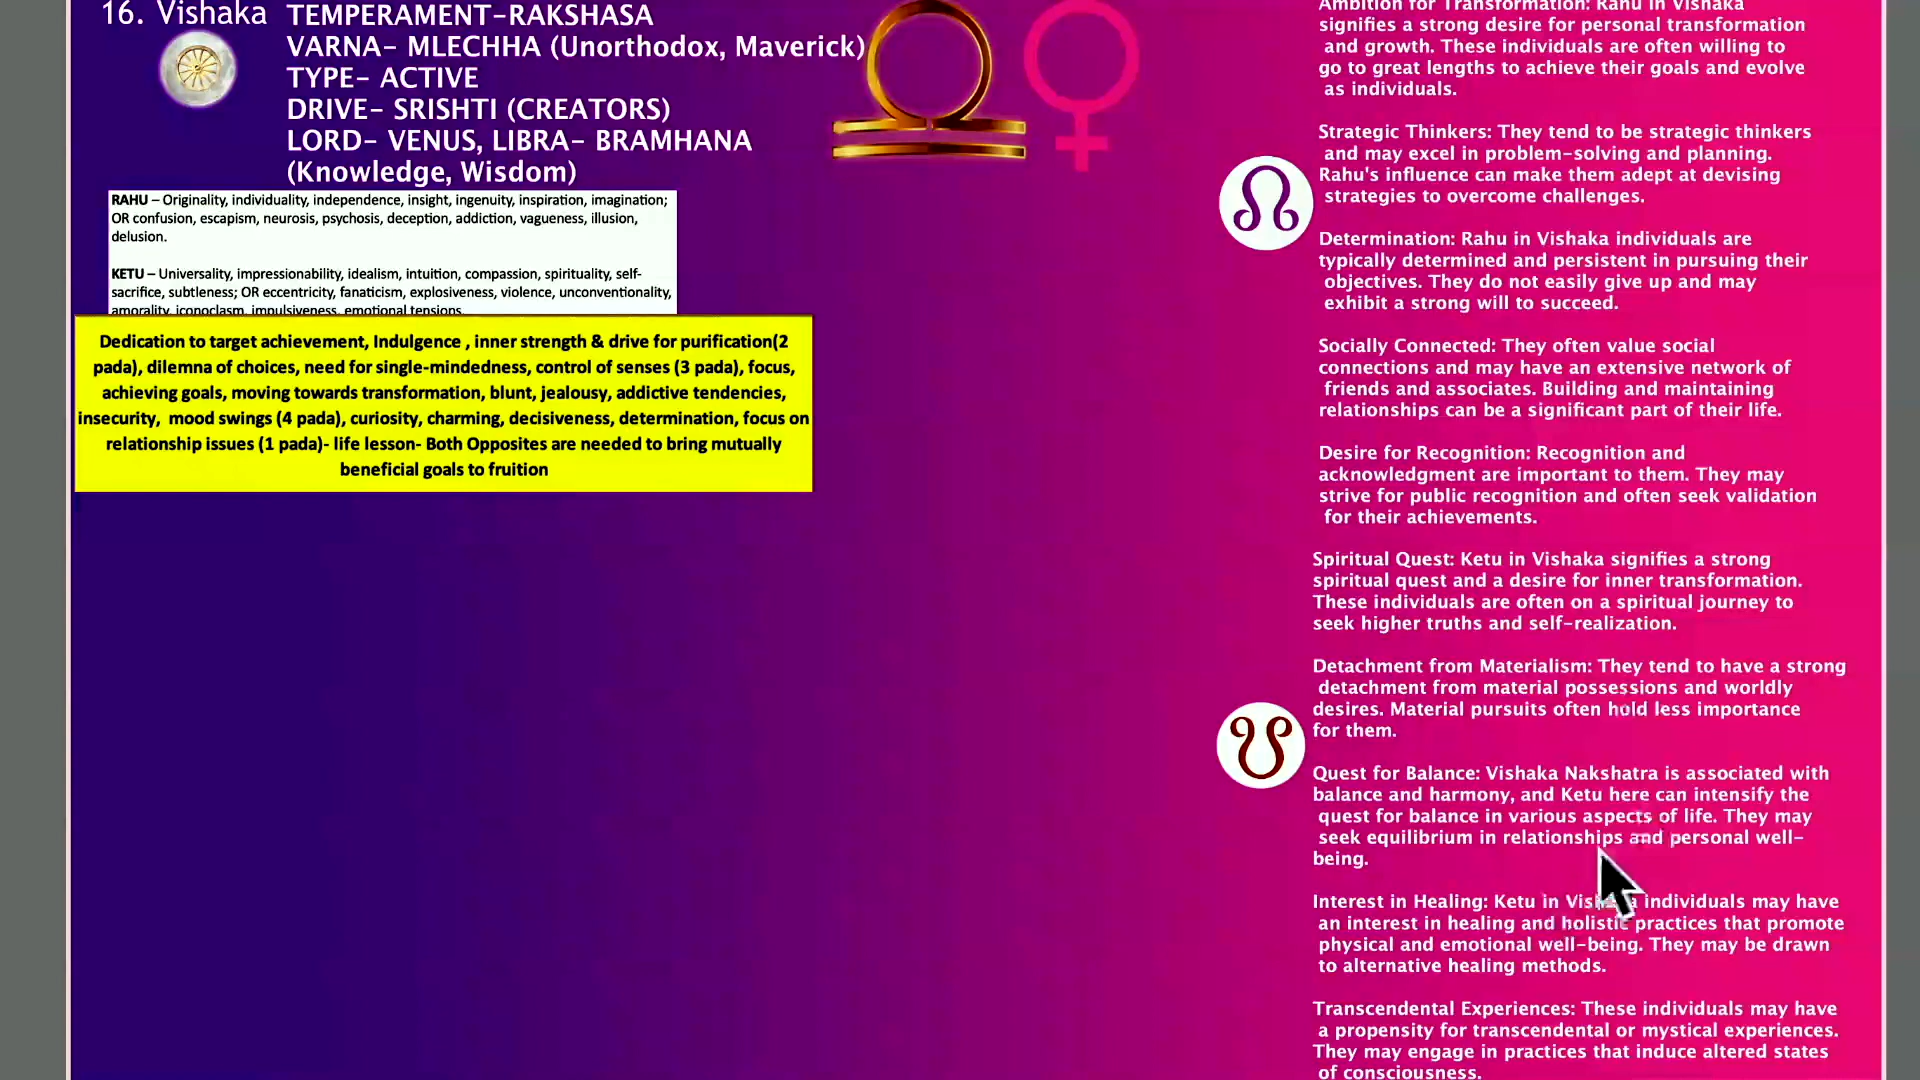 16. Vishaka
TEMPERAMENT-RAKSHASA
VARNA- MLECHHA (Unorthodox, Maverick)
TYPE- ACTIVE
DRIVE- SRISHTI (CREATORS)
LORD- VENUS, LIBRA- BRAMHANA
(Knowledge, Wisdom)
RAHU – Originality, individuality, independence, insight, ingenuity, inspiration, imagination;
OR confusion, escapism, neurosis, psychosis, deception, addiction, vagueness, illusion,
delusion.
KETU – Universality, impressionability, idealism, intuition, compassion, spirituality, self-
sacrifice, subtleness; OR eccentricity, fanaticism, explosiveness, violence, unconventionality,
amorality, iconoclasm, impulsiveness, emotional tensions.
Dedication to target achievement, Indulgence , inner strength & drive for purification(2
pada), dilemna of choices, need for single-mindedness, control of senses (3 pada), focus,
achieving goals, moving towards transformation, blunt, jealousy, addictive tendencies,
insecurity, mood swings (4 pada), curiosity, charming, decisiveness, determination, focus on
relationship issues (1 pada)- life lesson- Both Opposites are needed to bring mutually
beneficial goals to fruition
Ambition for Transformation: Rahu in Vishaka
signifies a strong desire for personal transformation
and growth. These individuals are often willing to
go to great lengths to achieve their goals and evolve
as individuals.
Strategic Thinkers: They tend to be strategic thinkers
and may excel in problem-solving and planning.
Rahu's influence can make them adept at devising
strategies to overcome challenges.
Determination: Rahu in Vishaka individuals are
typically determined and persistent in pursuing their
objectives. They do not easily give up and may
exhibit a strong will to succeed.
Socially Connected: They often value social
connections and may have an extensive network of
friends and associates. Building and maintaining
relationships can be a significant part of their life.
Desire for Recognition: Recognition and
acknowledgment are important to them. They may
strive for public recognition and often seek validation
for their achievements.
Spiritual Quest: Ketu in Vishaka signifies a strong
spiritual quest and a desire for inner transformation.
These individuals are often on a spiritual journey to
seek higher truths and self-realization.
Detachment from Materialism: They tend to have a strong
detachment from material possessions and worldly
desires. Material pursuits often hold less importance
for them.
Quest for Balance: Vishaka Nakshatra is associated with
balance and harmony, and Ketu here can intensify the
quest for balance in various aspects of life. They may
seek equilibrium in relationships and personal well-
being.
Interest in Healing: Ketu in Vishaka individuals may have
an interest in healing and holistic practices that promote
physical and emotional well-being. They may be drawn
to alternative healing methods.
Transcendental Experiences: These individuals may have
a propensity for transcendental or mystical experiences.
They may engage in practices that induce altered states
of consciousness.